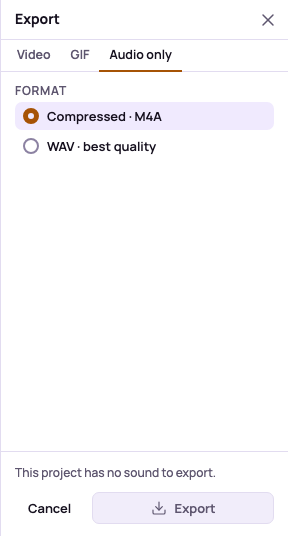 Export
Video GIF Audio only
FORMAT
Compressed · M4A
WAV · best quality
This project has no sound to export.
Cancel Export